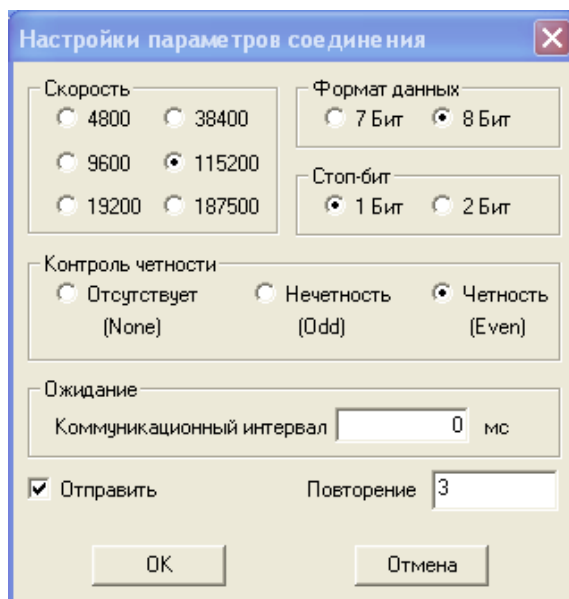 Настройки параметров соединения
Скорость
4800 38400
9600 115200
19200 187500
Формат данных
7 Бит 8 Бит
Стоп-бит
1 Бит 2 Бит
Контроль четности
Отсутствует Нечетность Четность
(None) (Odd) (Even)
Ожидание
Коммуникационный интервал 0 мс
Отправить Повторение 3
OK Отмена